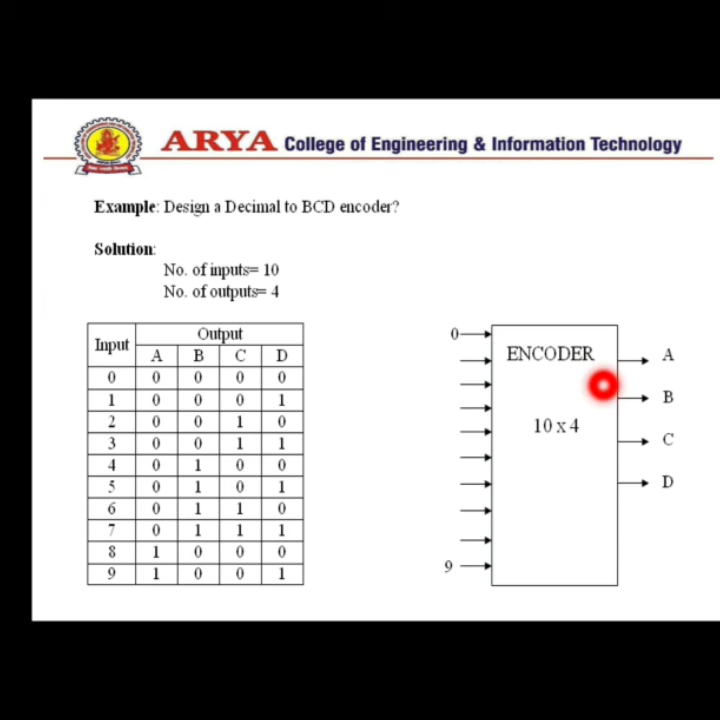 ARYA College of Engineering & Information Technology
Example: Design a Decimal to BCD encoder?
Solution:
No. of inputs= 10
No. of outputs= 4
Input Output
A B C D
0 0 0 0 0
1 0 0 0 1
2 0 0 1 0
3 0 0 1 1
4 0 1 0 0
5 0 1 0 1
6 0 1 1 0
7 0 1 1 1
8 1 0 0 0
9 1 0 0 1
0
ENCODER
10 x 4
9
A
B
C
D